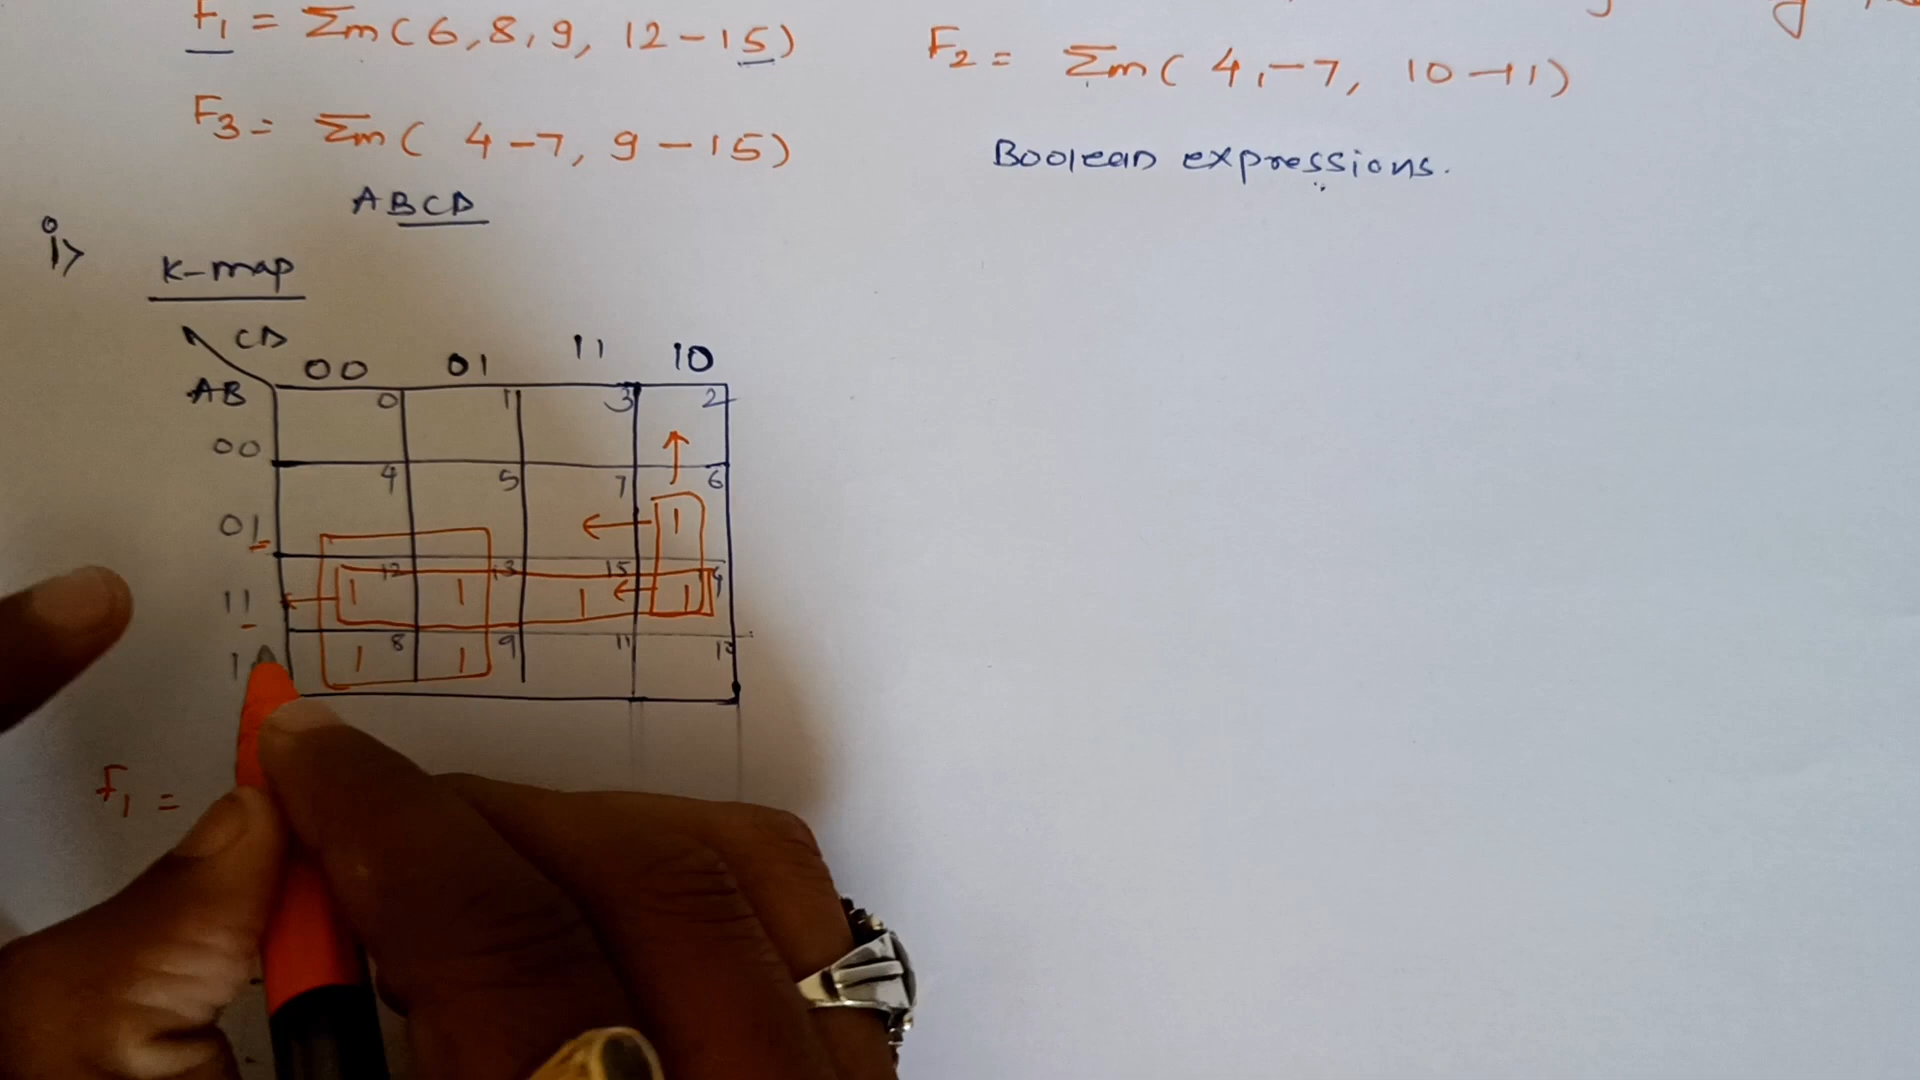 F1 = Σm(6,8,9, 12-15)
F2 = Σm( 4,-7, 10-11)
F3 = Σm( 4-7, 9-15)
Boolean expressions.
ABCD
i>
K-map
CD
00 01 11 10
AB
0 1 3 2
00
4 5 7 6
01 1
12 13 15 14
11 1 1 1 1
8 9 11 10
1 1 1
F1 =